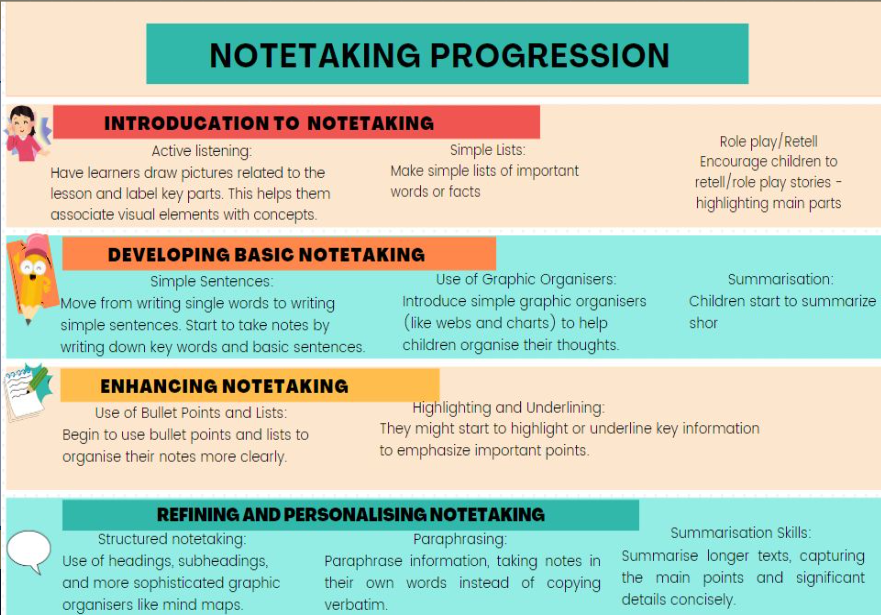 NOTETAKING PROGRESSION
INTRODUCATION TO NOTETAKING
Active listening:
Have learners draw pictures related to the
lesson and label key parts. This helps them
associate visual elements with concepts.
Simple Lists:
Make simple lists of important
words or facts
Role play/Retell
Encourage children to
retell/role play stories -
highlighting main parts
DEVELOPING BASIC NOTETAKING
Simple Sentences:
Move from writing single words to writing
simple sentences. Start to take notes by
writing down key words and basic sentences.
Use of Graphic Organisers:
Introduce simple graphic organisers
(like webs and charts) to help
children organise their thoughts.
Summarisation:
Children start to summarize
shor
ENHANCING NOTETAKING
Use of Bullet Points and Lists:
Begin to use bullet points and lists to
organise their notes more clearly.
Highlighting and Underlining:
They might start to highlight or underline key information
to emphasize important points.
REFINING AND PERSONALISING NOTETAKING
Structured notetaking:
Use of headings, subheadings,
and more sophisticated graphic
organisers like mind maps.
Paraphrasing:
Paraphrase information, taking notes in
their own words instead of copying
verbatim.
Summarisation Skills:
Summarise longer texts, capturing
the main points and significant
details concisely.